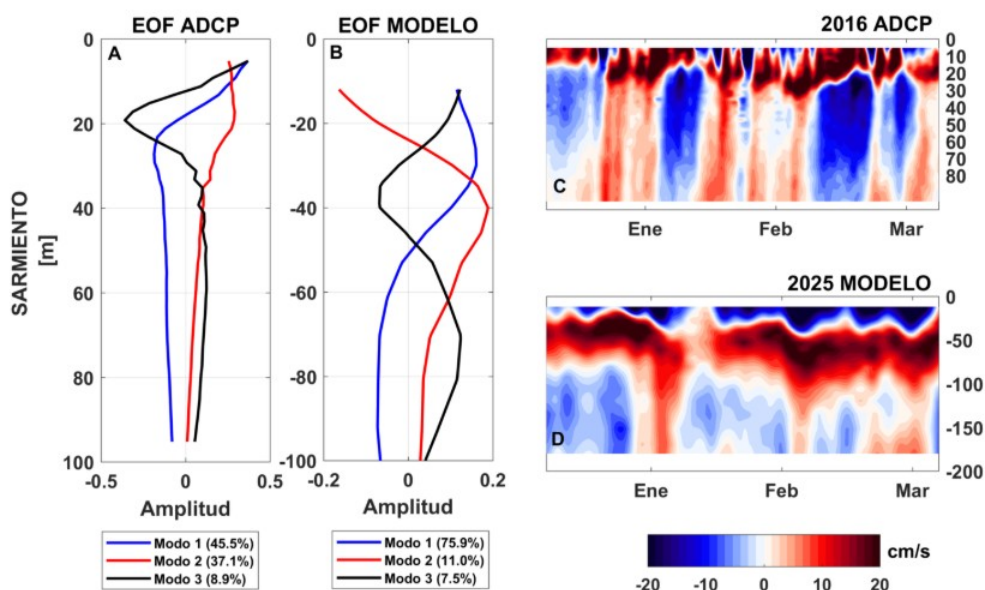 EOF ADCP
A
0
20
40
60
80
100
-0.5
0
0.5
Amplitud
SARMIENTO
[m]
Modo 1 (45.5%)
Modo 2 (37.1%)
Modo 3 (8.9%)
EOF MODELO
B
0
-20
-40
-60
-80
-100
-0.2
0
0.2
Amplitud
Modo 1 (75.9%)
Modo 2 (11.0%)
Modo 3 (7.5%)
2016 ADCP
C
0
10
20
30
40
50
60
70
80
Ene
Feb
Mar
2025 MODELO
D
0
-50
-100
-150
-200
Ene
Feb
Mar
-20
-10
0
10
20
cm/s